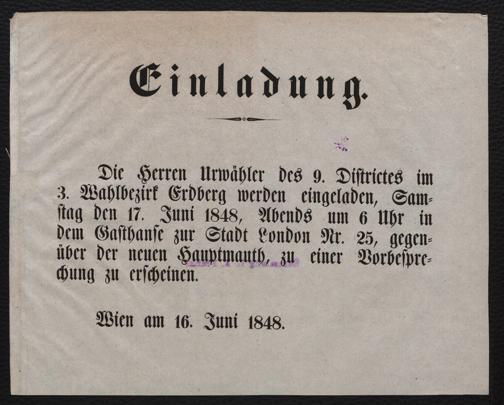 Einladung.
Die Herren Urwähler des 9. Districtes im
3. Wahlbezirk Erdberg werden eingeladen, Sam-
stag den 17. Juni 1848, Abends um 6 Uhr in
dem Gasthause zur Stadt London Nr. 25, gegen-
über der neuen Hauptmauth, zu einer Vorbespre-
chung zu erscheinen.
Wien am 16. Juni 1848.